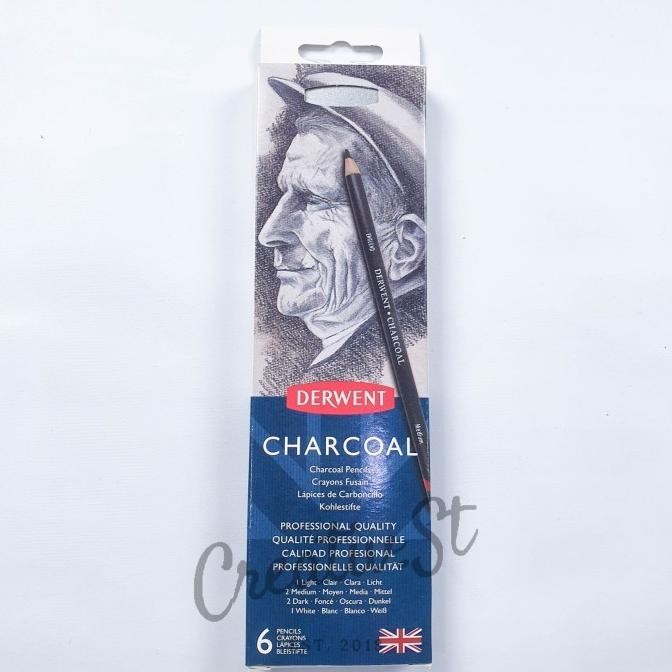 D6100
DERWENT • CHARCOAL
Medium
DERWENT
CHARCOAL
Charcoal Pencils
Crayons Fusain
Lápices de Carboncillo
Kohlestifte
PROFESSIONAL QUALITY
QUALITÉ PROFESSIONNELLE
CALIDAD PROFESIONAL
PROFESSIONELLE QUALITÄT
1 Light · Clair · Clara · Licht
2 Medium · Moyen · Media · Mittel
2 Dark · Foncé · Oscura · Dunkel
1 White · Blanc · Blanco · Weiß
6 PENCILS
CRAYONS
LÁPICES
BLEISTIFTE